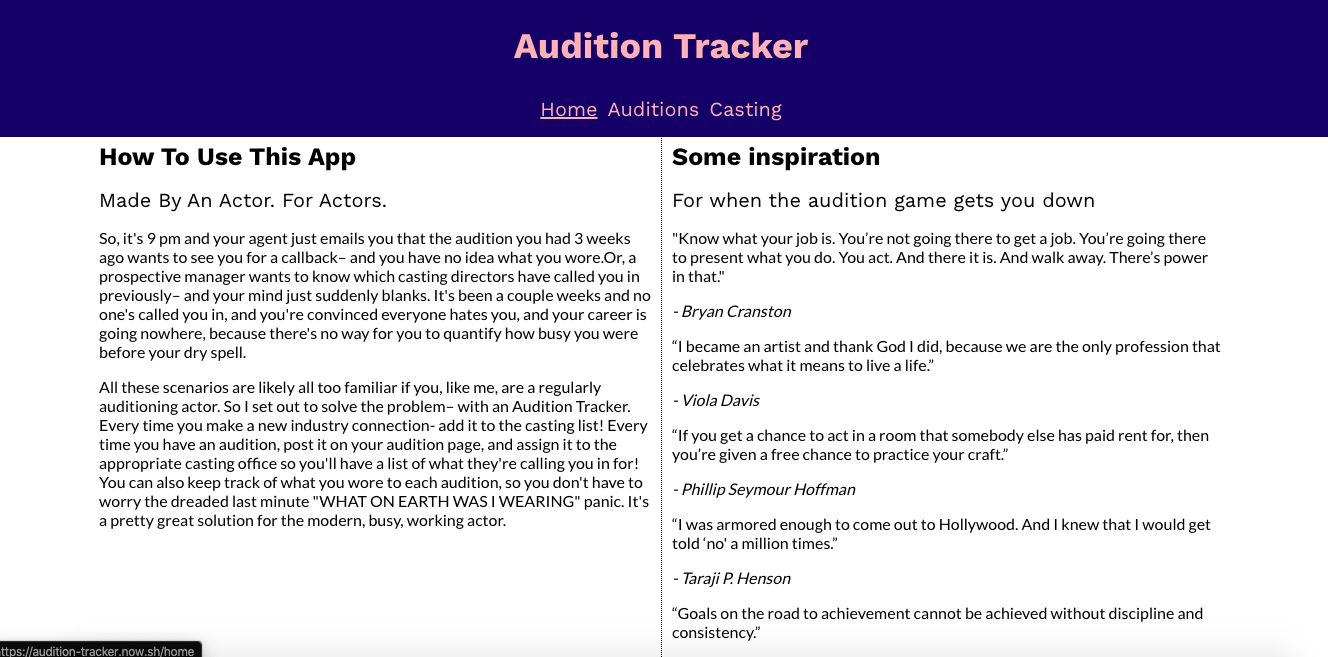 Audition Tracker
Home Auditions Casting
How To Use This App
Made By An Actor. For Actors.
So, it's 9 pm and your agent just emails you that the audition you had 3 weeks
ago wants to see you for a callback– and you have no idea what you wore.Or, a
prospective manager wants to know which casting directors have called you in
previously– and your mind just suddenly blanks. It's been a couple weeks and no
one's called you in, and you're convinced everyone hates you, and your career is
going nowhere, because there's no way for you to quantify how busy you were
before your dry spell.
All these scenarios are likely all too familiar if you, like me, are a regularly
auditioning actor. So I set out to solve the problem– with an Audition Tracker.
Every time you make a new industry connection- add it to the casting list! Every
time you have an audition, post it on your audition page, and assign it to the
appropriate casting office so you'll have a list of what they're calling you in for!
You can also keep track of what you wore to each audition, so you don't have to
worry the dreaded last minute "WHAT ON EARTH WAS I WEARING" panic. It's
a pretty great solution for the modern, busy, working actor.
Some inspiration
For when the audition game gets you down
"Know what your job is. You’re not going there to get a job. You’re going there
to present what you do. You act. And there it is. And walk away. There’s power
in that."
- Bryan Cranston
“I became an artist and thank God I did, because we are the only profession that
celebrates what it means to live a life.”
- Viola Davis
“If you get a chance to act in a room that somebody else has paid rent for, then
you’re given a free chance to practice your craft.”
- Phillip Seymour Hoffman
“I was armored enough to come out to Hollywood. And I knew that I would get
told ‘no' a million times.”
- Taraji P. Henson
“Goals on the road to achievement cannot be achieved without discipline and
consistency.”
ttps://audition-tracker.now.sh/home